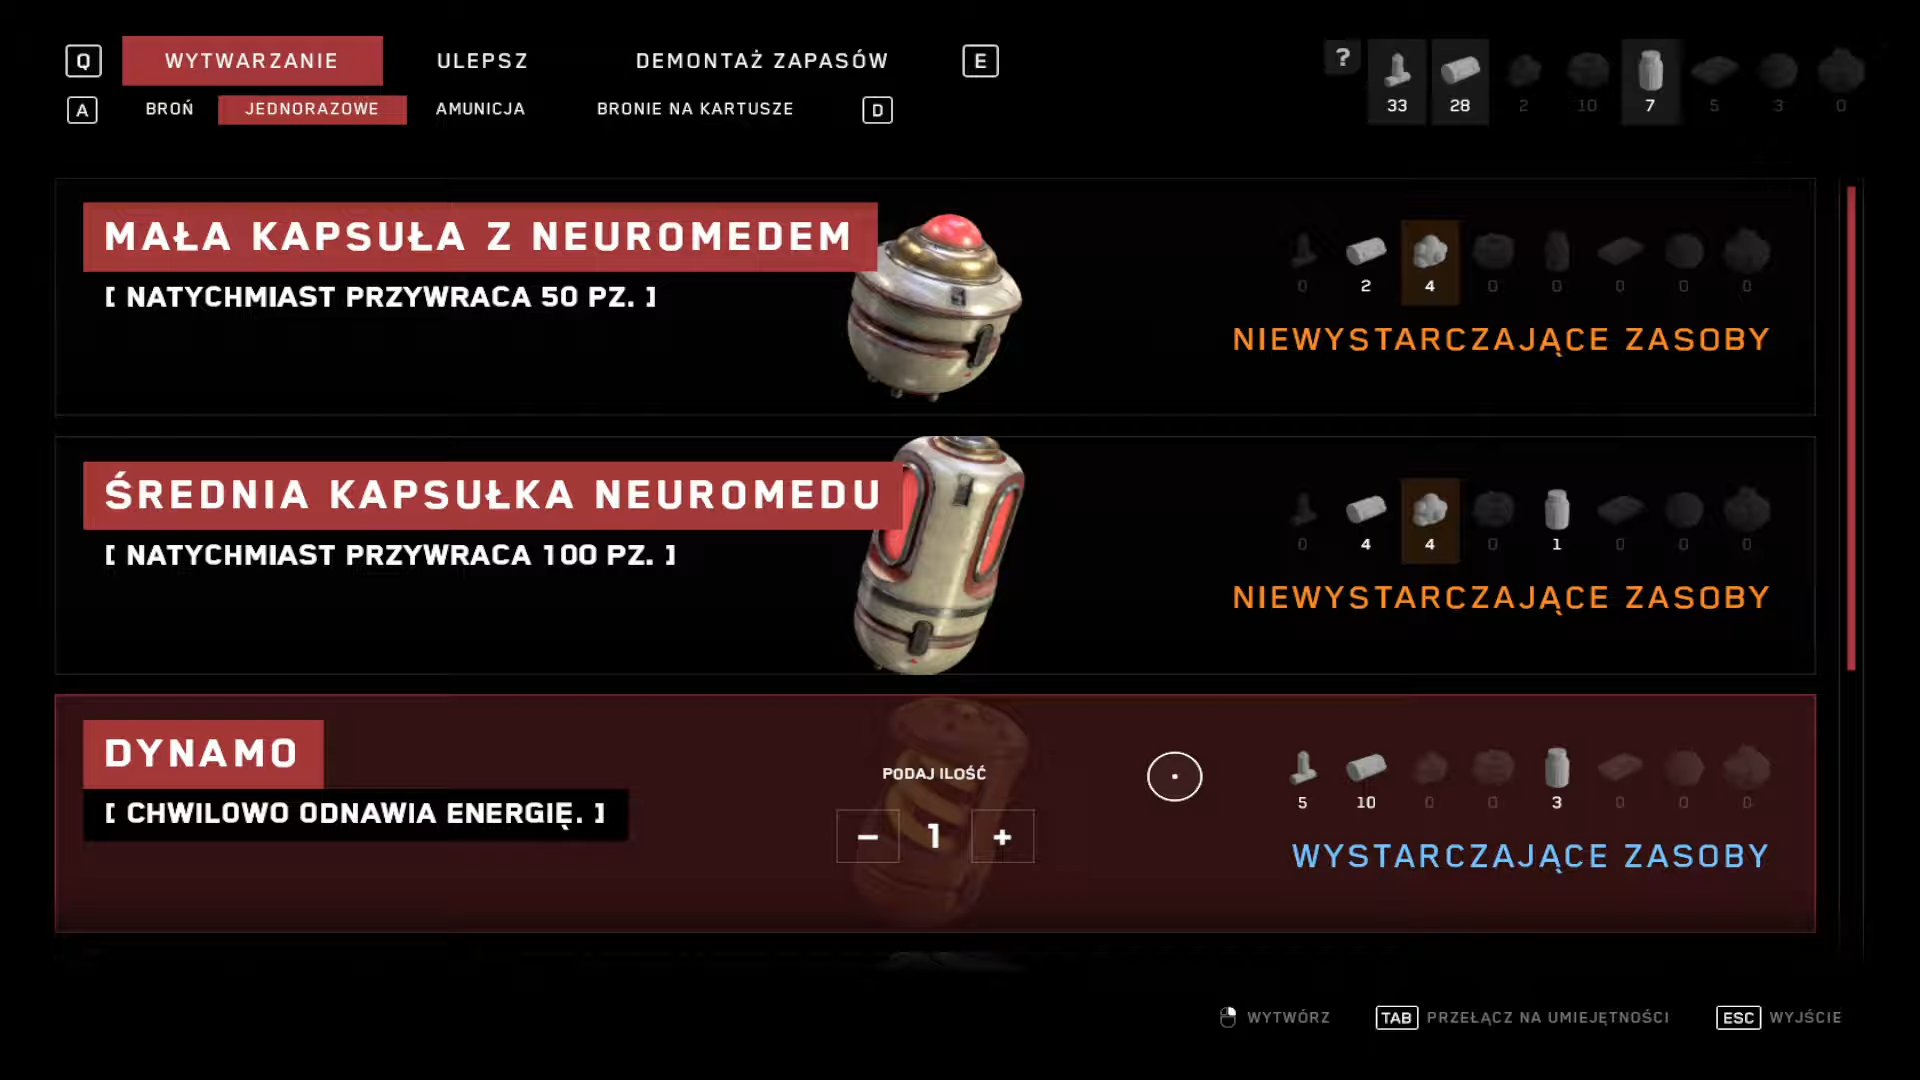 Q WYTWARZANIE ULEPSZ DEMONTAŻ ZAPASÓW E
A BROŃ JEDNORAZOWE AMUNICJA BRONIE NA KARTUSZE D
?
33 28 2 10 7 5 3 0
MAŁA KAPSUŁA Z NEUROMEDEM
[ NATYCHMIAST PRZYWRACA 50 PZ. ]
0 2 4 0 0 0 0 0
NIEWYSTARCZAJĄCE ZASOBY
ŚREDNIA KAPSUŁKA NEUROMEDU
[ NATYCHMIAST PRZYWRACA 100 PZ. ]
0 4 4 0 1 0 0 0
NIEWYSTARCZAJĄCE ZASOBY
DYNAMO
[ CHWILOWO ODNAWIA ENERGIĘ. ]
PODAJ ILOŚĆ
− 1 +
5 10 0 0 3 0 0 0
WYSTARCZAJĄCE ZASOBY
WYTWÓRZ TAB PRZEŁĄCZ NA UMIEJĘTNOŚCI ESC WYJŚCIE